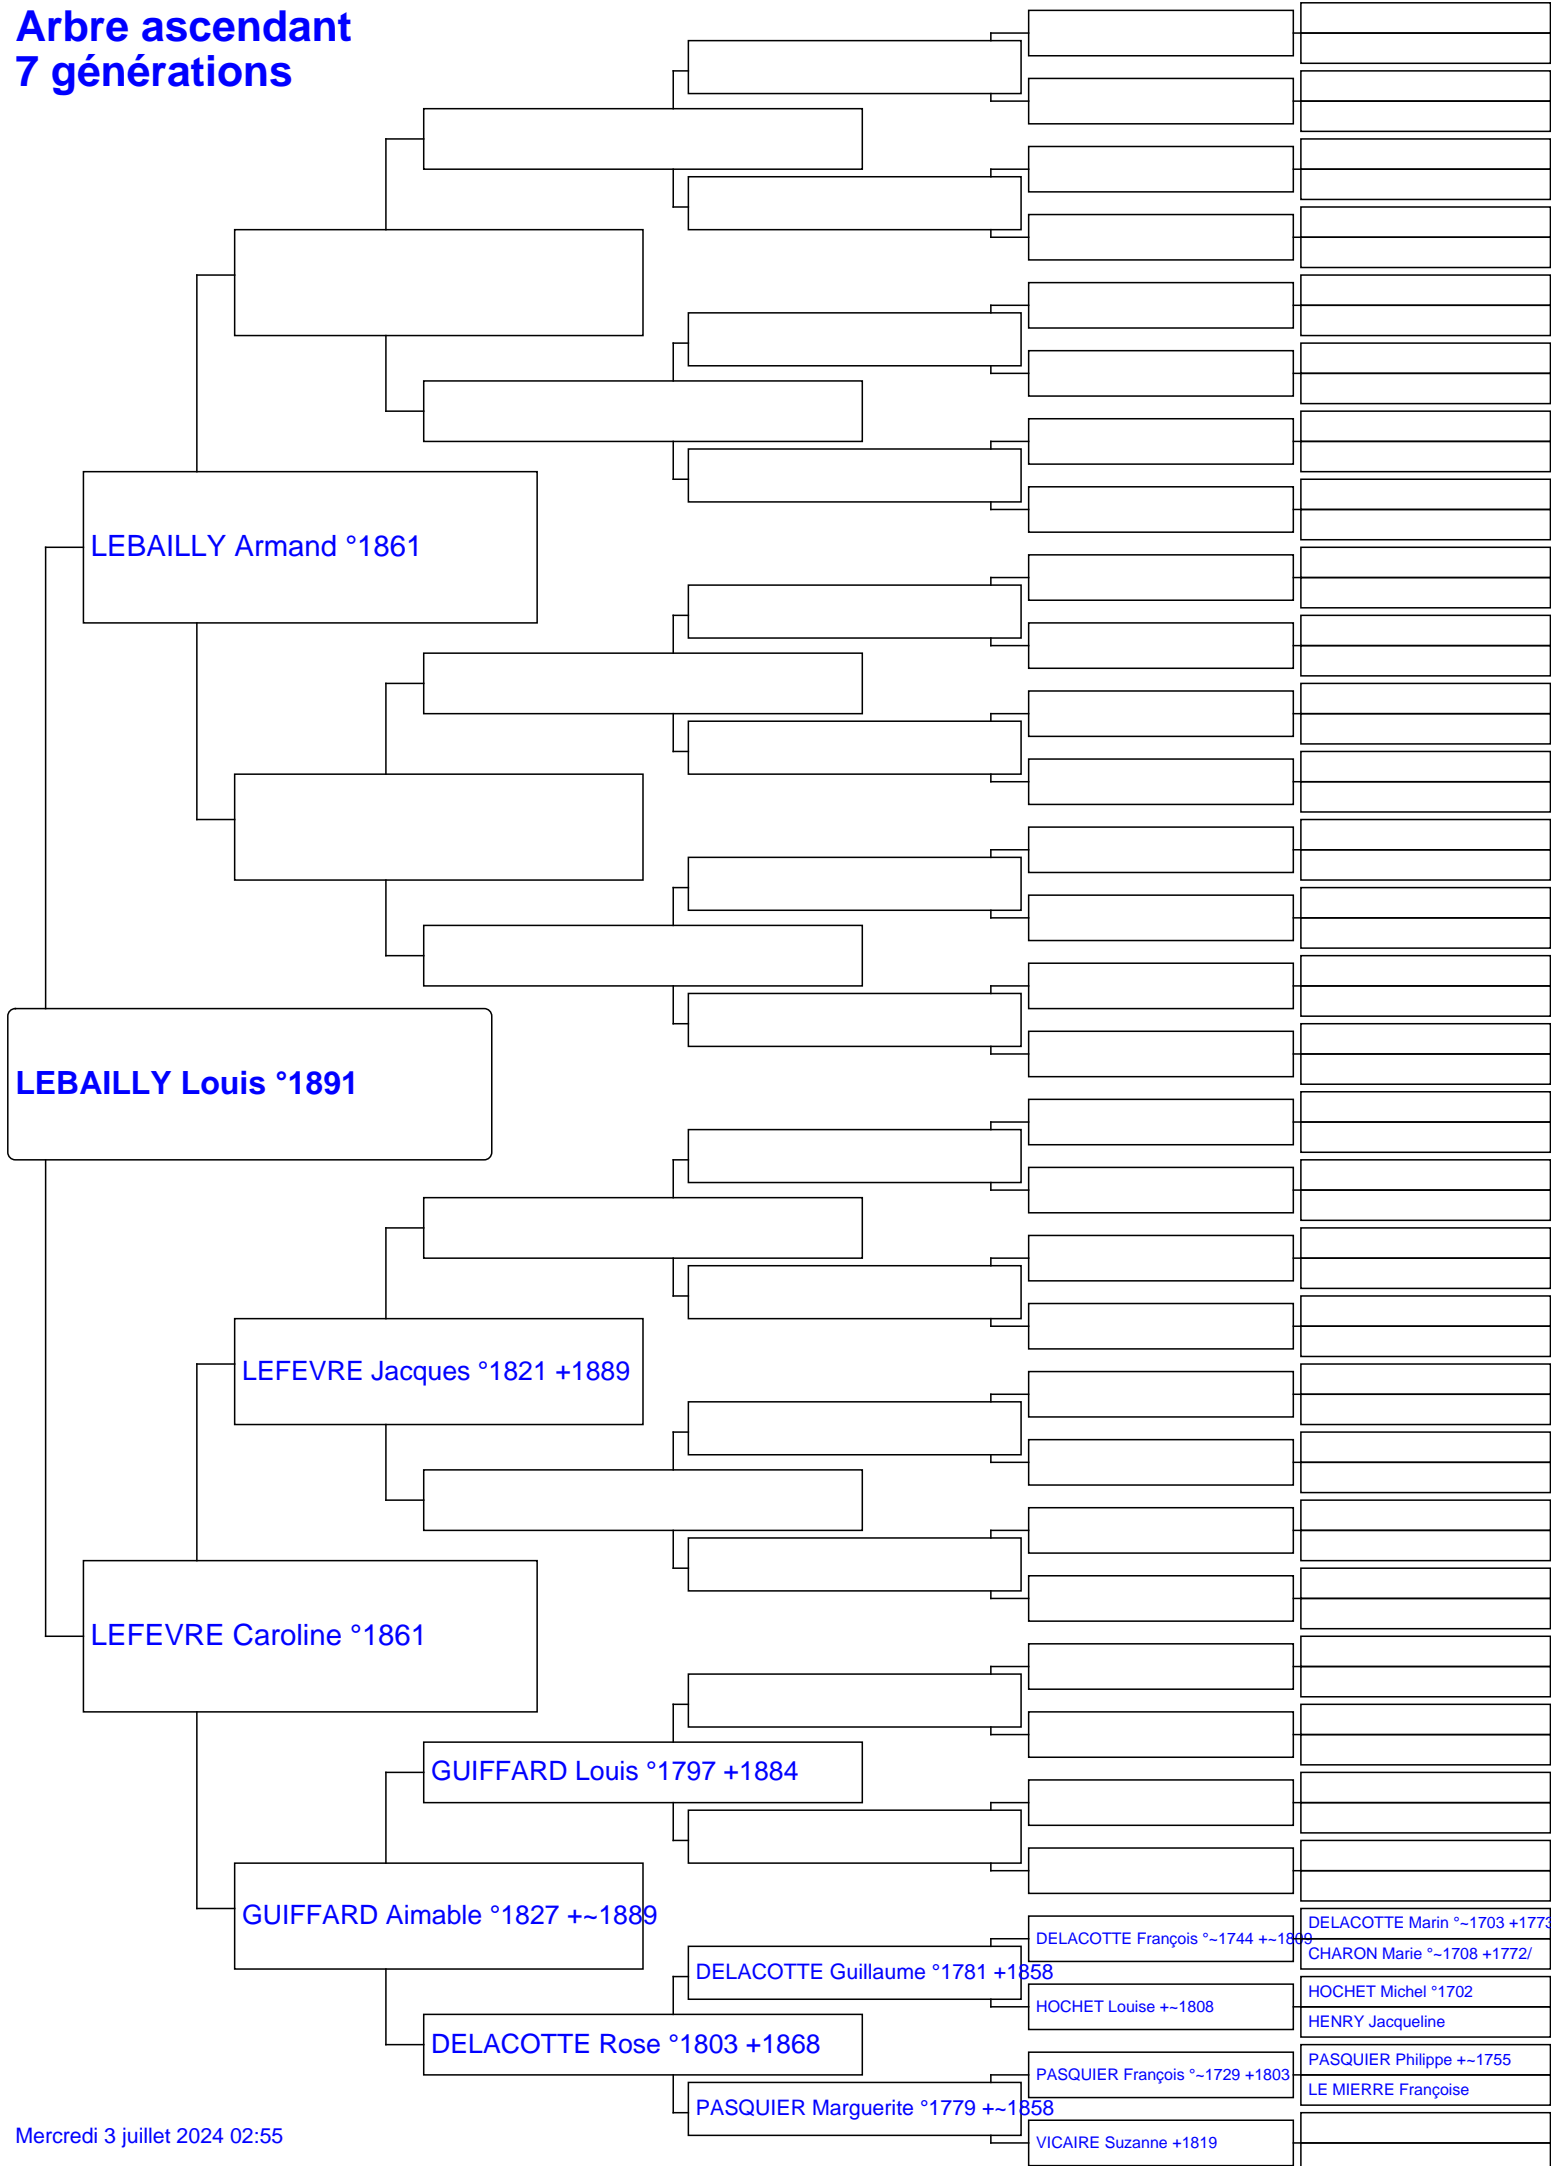 Arbre ascendant
7 générations
LEBAILLY Armand °1861
LEBAILLY Louis °1891
LEFEVRE Jacques °1821 +1889
LEFEVRE Caroline °1861
GUIFFARD Louis °1797 +1884
GUIFFARD Aimable °1827 +~1889
DELACOTTE Rose °1803 +1868
DELACOTTE Guillaume °1781 +1858
PASQUIER Marguerite °1779 +~1858
DELACOTTE François °~1744 +~1809
HOCHET Louise +~1808
PASQUIER François °~1729 +1803
VICAIRE Suzanne +1819
DELACOTTE Marin °~1703 +1773
CHARON Marie °~1708 +1772/
HOCHET Michel °1702
HENRY Jacqueline
PASQUIER Philippe +~1755
LE MIERRE Françoise
Mercredi 3 juillet 2024 02:55